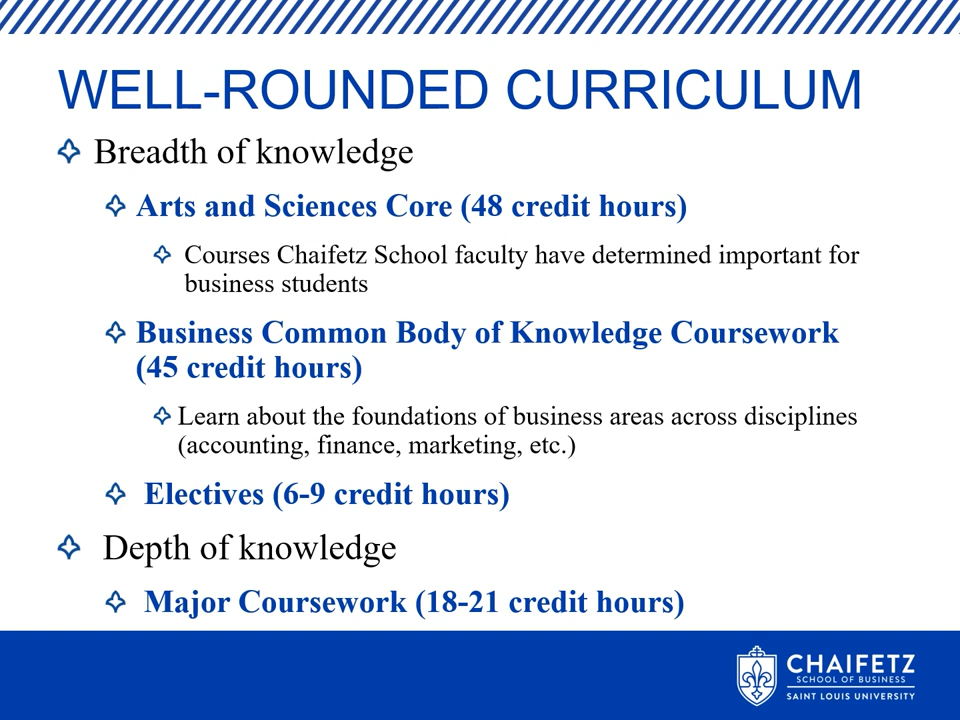 WELL-ROUNDED CURRICULUM
Breadth of knowledge
Arts and Sciences Core (48 credit hours)
Courses Chaifetz School faculty have determined important for
business students
Business Common Body of Knowledge Coursework
(45 credit hours)
Learn about the foundations of business areas across disciplines
(accounting, finance, marketing, etc.)
Electives (6-9 credit hours)
Depth of knowledge
Major Coursework (18-21 credit hours)
CHAIFETZ
SCHOOL OF BUSINESS
SAINT LOUIS UNIVERSITY